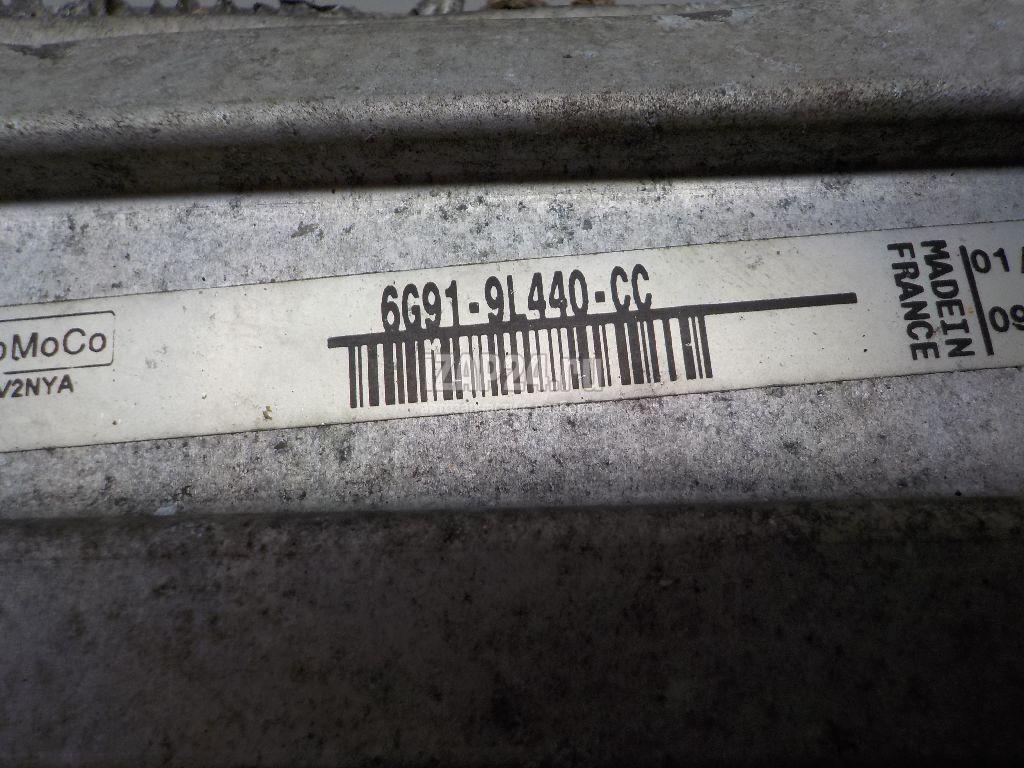 oMoCo
V2NYA
6G91-9L440-CC
ZAP24.ru
MADE IN
FRANCE
01/
09